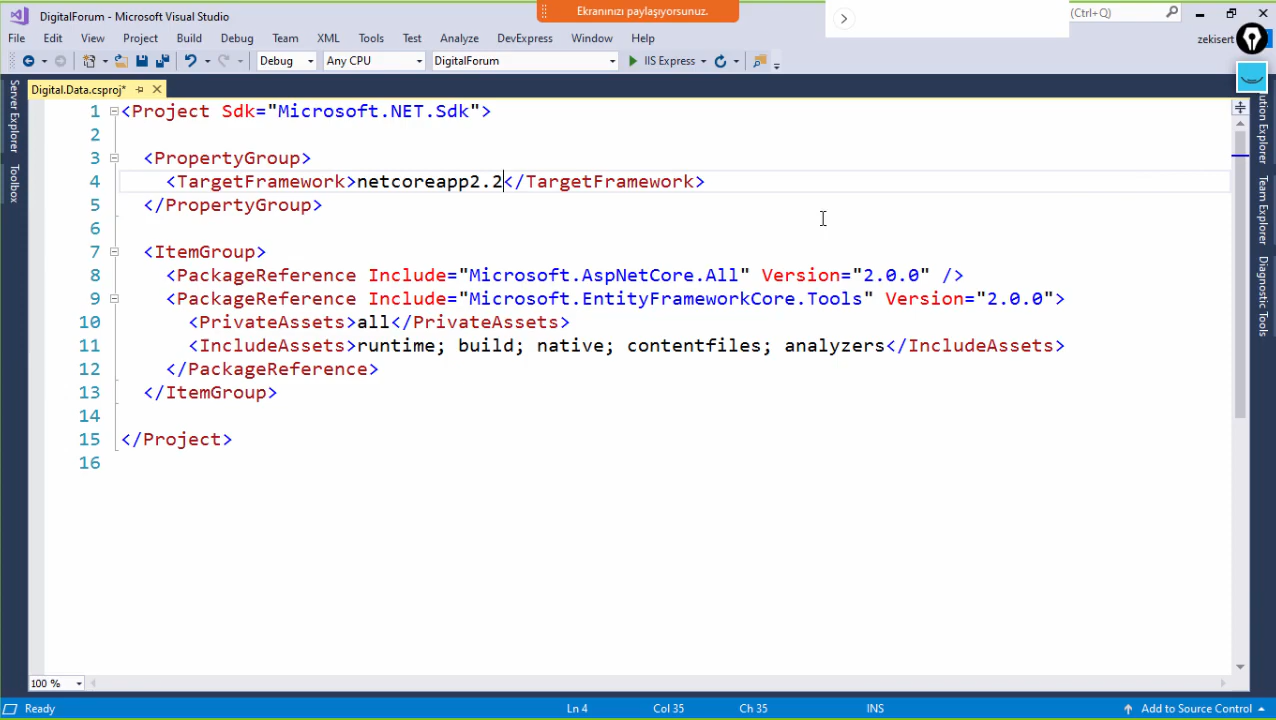 DigitalForum - Microsoft Visual Studio
Ekranınızı paylaşıyorsunuz.
(Ctrl+Q)
File Edit View Project Build Debug Team XML Tools Test Analyze DevExpress Window Help
zekisert
Debug Any CPU DigitalForum IIS Express
Digital.Data.csproj*
Server Explorer
Toolbox
1 <Project Sdk="Microsoft.NET.Sdk">
2
3 <PropertyGroup>
4 <TargetFramework>netcoreapp2.2</TargetFramework>
5 </PropertyGroup>
6
7 <ItemGroup>
8 <PackageReference Include="Microsoft.AspNetCore.All" Version="2.0.0" />
9 <PackageReference Include="Microsoft.EntityFrameworkCore.Tools" Version="2.0.0">
10 <PrivateAssets>all</PrivateAssets>
11 <IncludeAssets>runtime; build; native; contentfiles; analyzers</IncludeAssets>
12 </PackageReference>
13 </ItemGroup>
14
15 </Project>
16
ution Explorer
Team Explorer
Diagnostic Tools
100 %
Ready Ln 4 Col 35 Ch 35 INS Add to Source Control